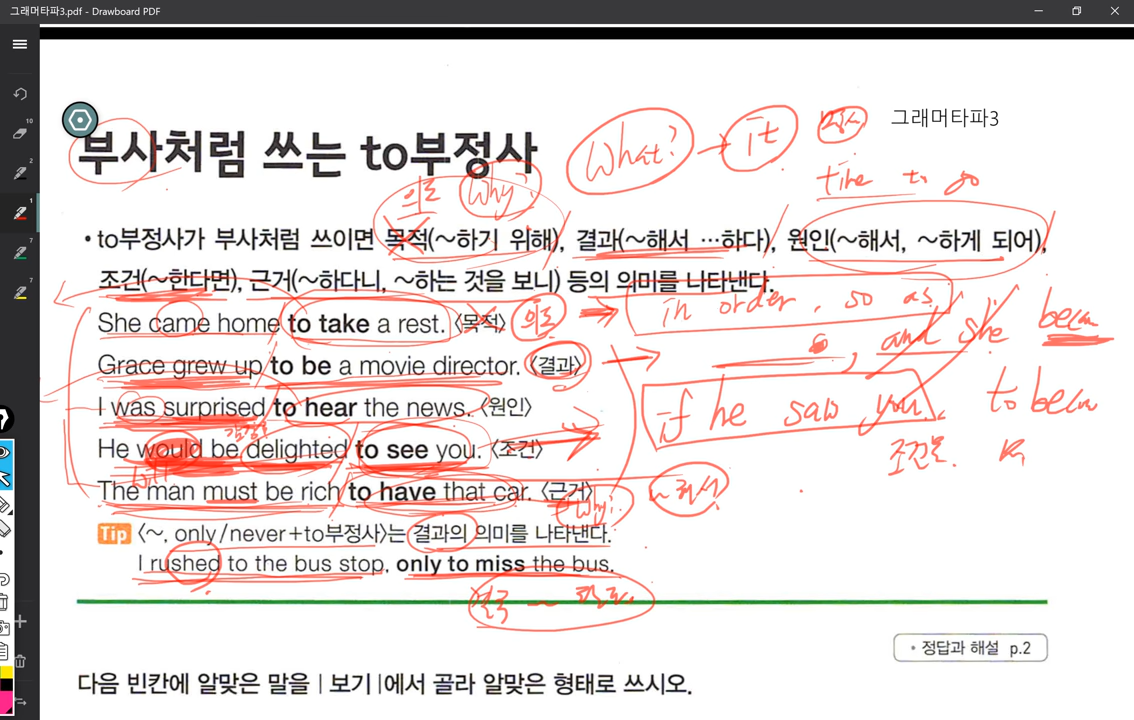 그래머타파3.pdf - Drawboard PDF
그래머타파3
부사처럼 쓰는 to부정사
What? → it
time to go
의도 Why?
• to부정사가 부사처럼 쓰이면 목적(~하기 위해), 결과(~해서 …하다), 원인(~해서, ~하게 되어),
조건(~한다면), 근거(~하다니, ~하는 것을 보니) 등의 의미를 나타낸다.
She came home to take a rest. <목적> 의도 in order, so as
Grace grew up to be a movie director. <결과> , and she
I was surprised to hear the news. <원인> if he saw you.
감정
He would be delighted to see you. <조건>
will
The man must be rich to have that car. <근거> Why?
Tip <~, only/never+to부정사>는 결과의 의미를 나타낸다.
I rushed to the bus stop, only to miss the bus.
결국 ~
• 정답과 해설 p.2
다음 빈칸에 알맞은 말을 |보기|에서 골라 알맞은 형태로 쓰시오.